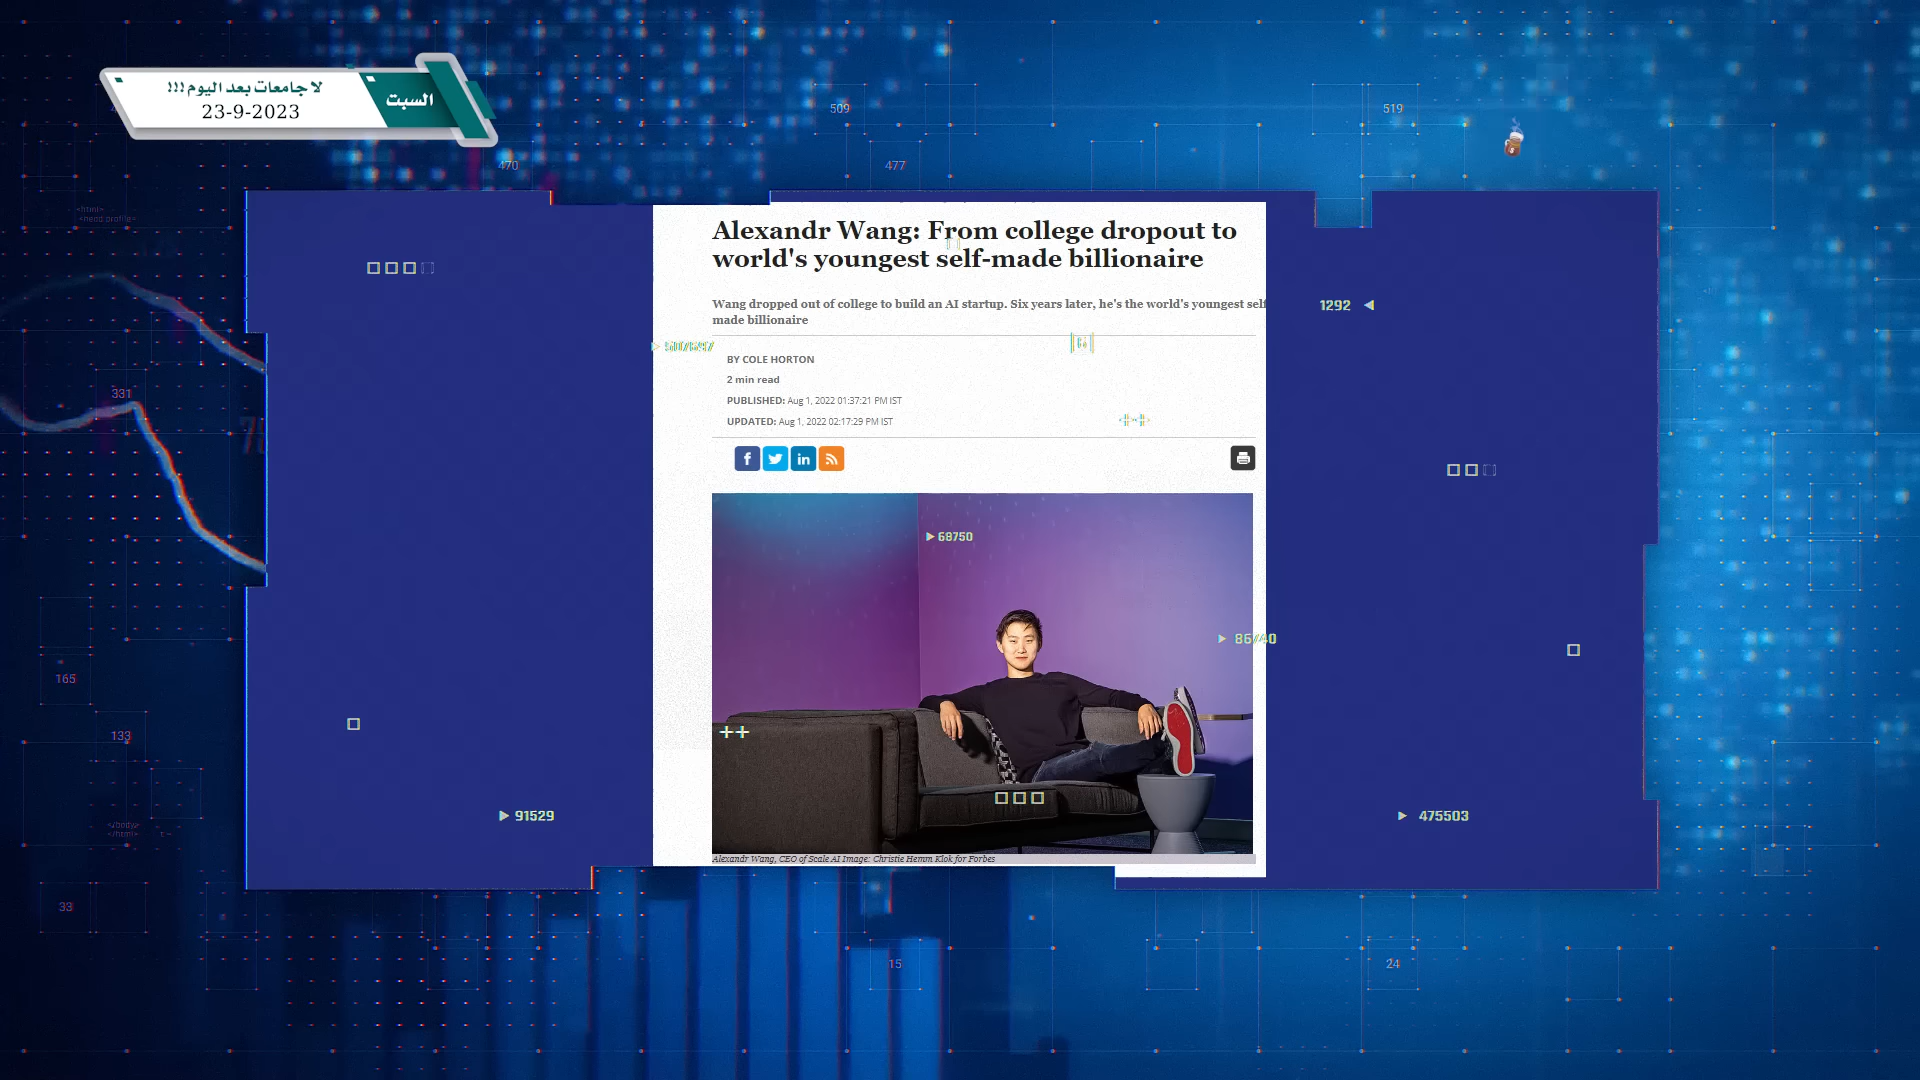 لا جامعات بعد اليوم !!!
السبت
23-9-2023
509
519
470
477
Alexandr Wang: From college dropout to
world's youngest self-made billionaire
Wang dropped out of college to build an AI startup. Six years later, he's the world's youngest self
made billionaire
1292
BY COLE HORTON
2 min read
331
PUBLISHED: Aug 1, 2022 01:37:21 PM IST
UPDATED: Aug 1, 2022 02:17:29 PM IST
68750
165
133
91529
475503
Alexandr Wang, CEO of Scale AI Image: Christie Hemm Klok for Forbes
33
15
24